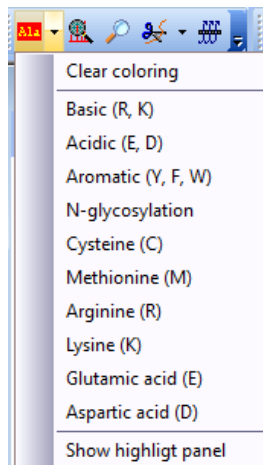 Ala
Clear coloring
Basic (R, K)
Acidic (E, D)
Aromatic (Y, F, W)
N-glycosylation
Cysteine (C)
Methionine (M)
Arginine (R)
Lysine (K)
Glutamic acid (E)
Aspartic acid (D)
Show highligt panel